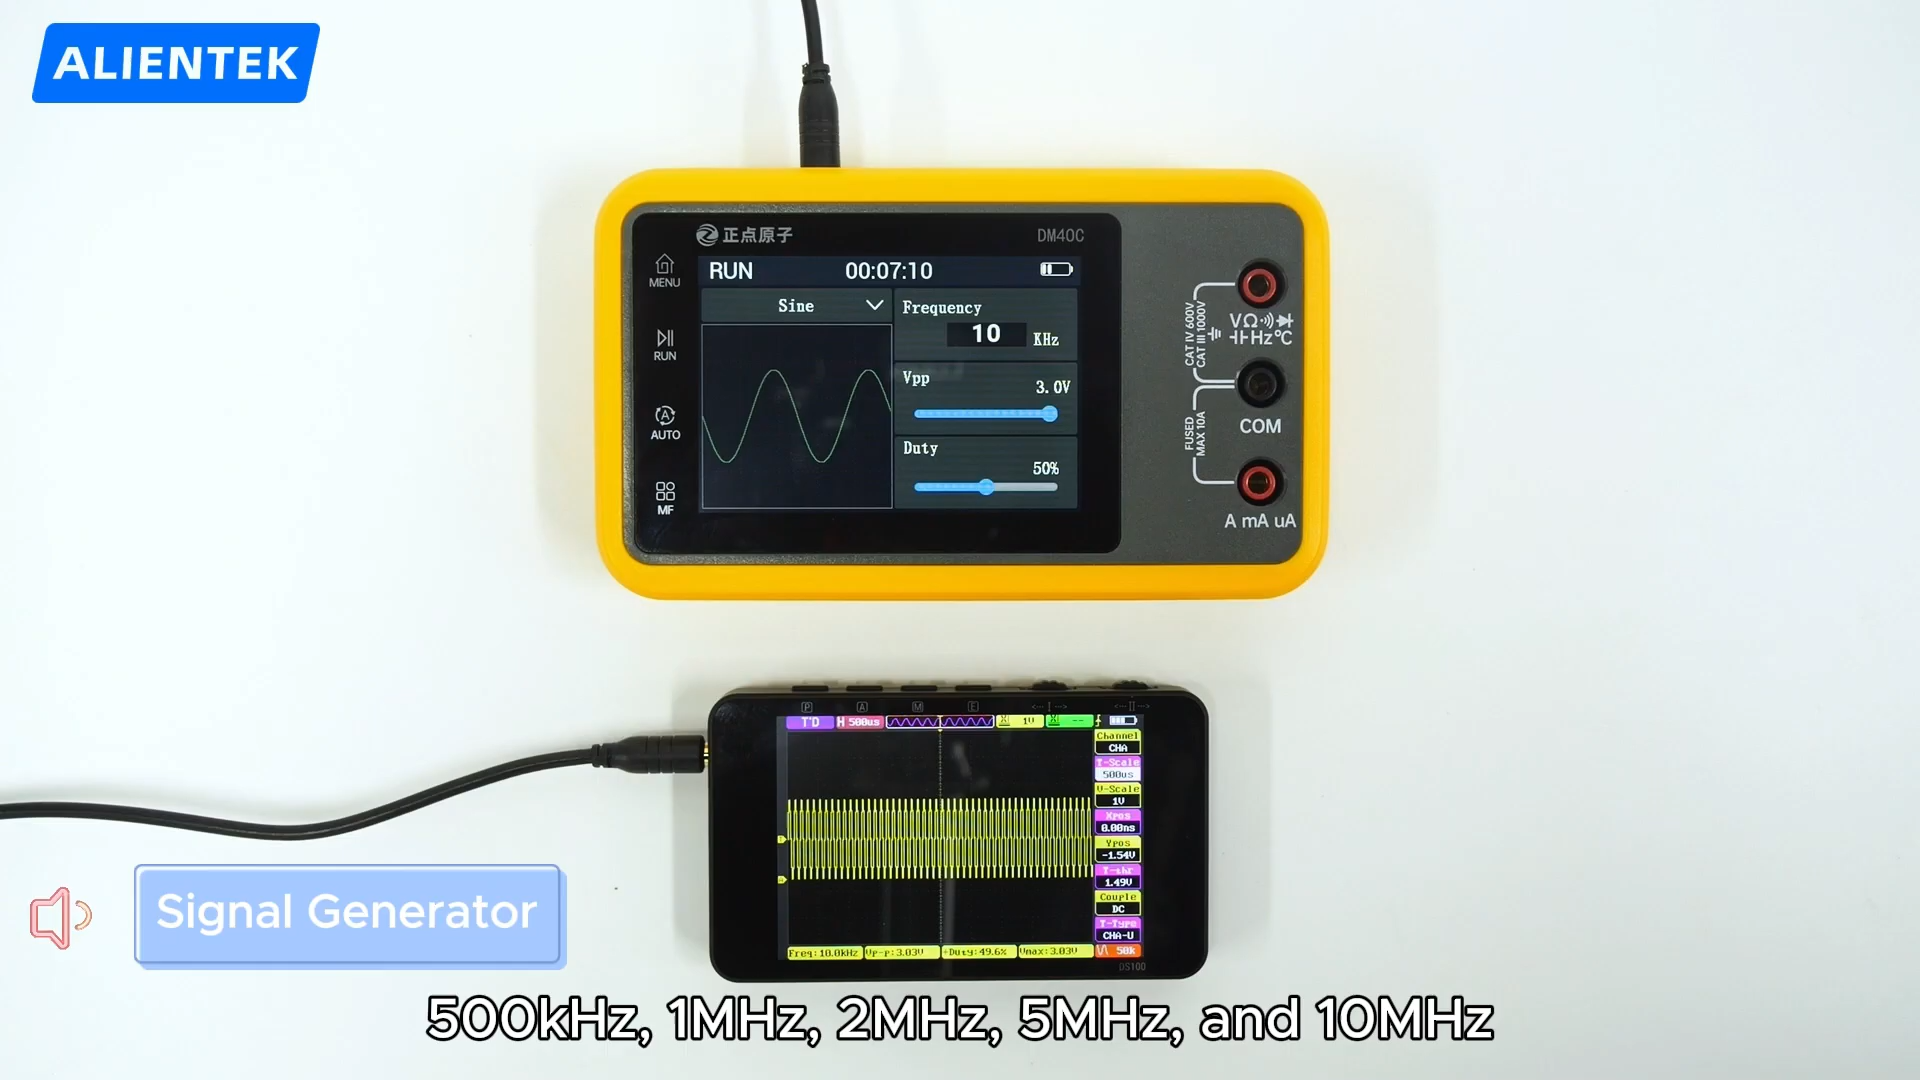 ALIENTEK
正点原子
DM40C
MENU
RUN
AUTO
MF
RUN 00:07:10
Sine
Frequency
10 KHz
Vpp
3.0V
Duty
50%
CAT IV 600V
CAT III 1000V
FUSED
MAX 10A
VΩ
Hz℃
COM
A mA uA
P A M E
T'D H 500us 1V --
Channel
CHA
T-Scale
500us
V-Scale
1V
Xpos
0.00ns
Ypos
-1.54V
T-thr
1.49V
Couple
DC
T-Type
CHA-U
50k
Freq:10.0kHz Vp-p:3.03V +Duty:49.6% Vmax:3.03V
DS100
Signal Generator
500kHz, 1MHz, 2MHz, 5MHz, and 10MHz